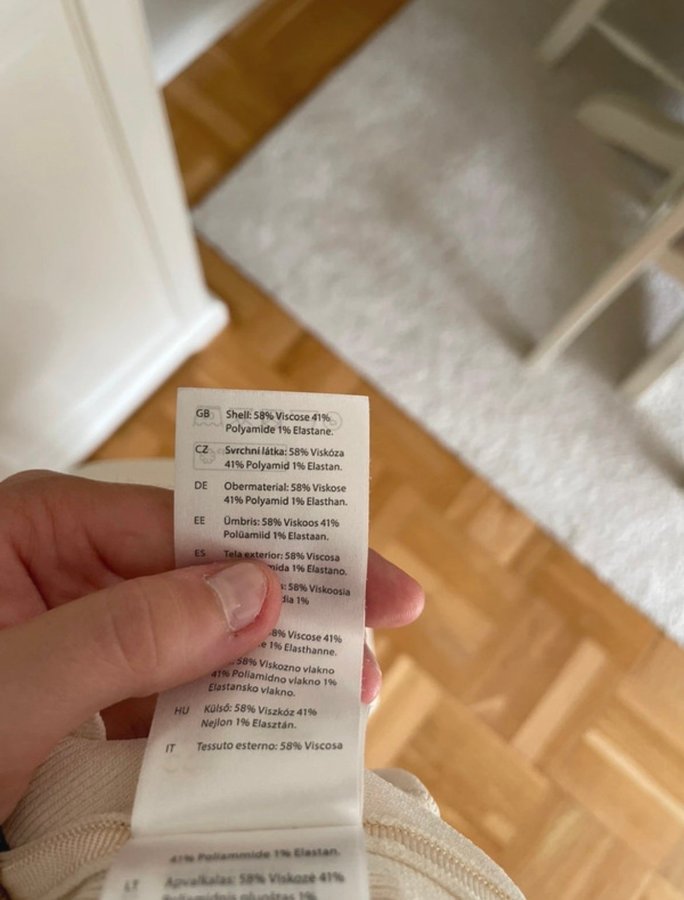 GB Shell: 58% Viscose 41%
Polyamide 1% Elastane.
CZ Svrchní látka: 58% Viskóza
41% Polyamid 1% Elastan.
DE Obermaterial: 58% Viskose
41% Polyamid 1% Elasthan.
EE Ümbris: 58% Viskoos 41%
Polüamiid 1% Elastaan.
ES Tela exterior: 58% Viscosa
1% Elastano.
58% Viskoosia
1%
Viscose 41%
1% Elasthanne.
58% Viskozno vlakno
41% Poliamidno vlakno 1%
Elastansko vlakno.
HU Külső: 58% Viszkóz 41%
Nejlon 1% Elasztán.
IT Tessuto esterno: 58% Viscosa
41% Poliammide 1% Elastan.
LT Apvalkalas: 58% Viskozė 41%
Poliamidinis pluoštas 1%